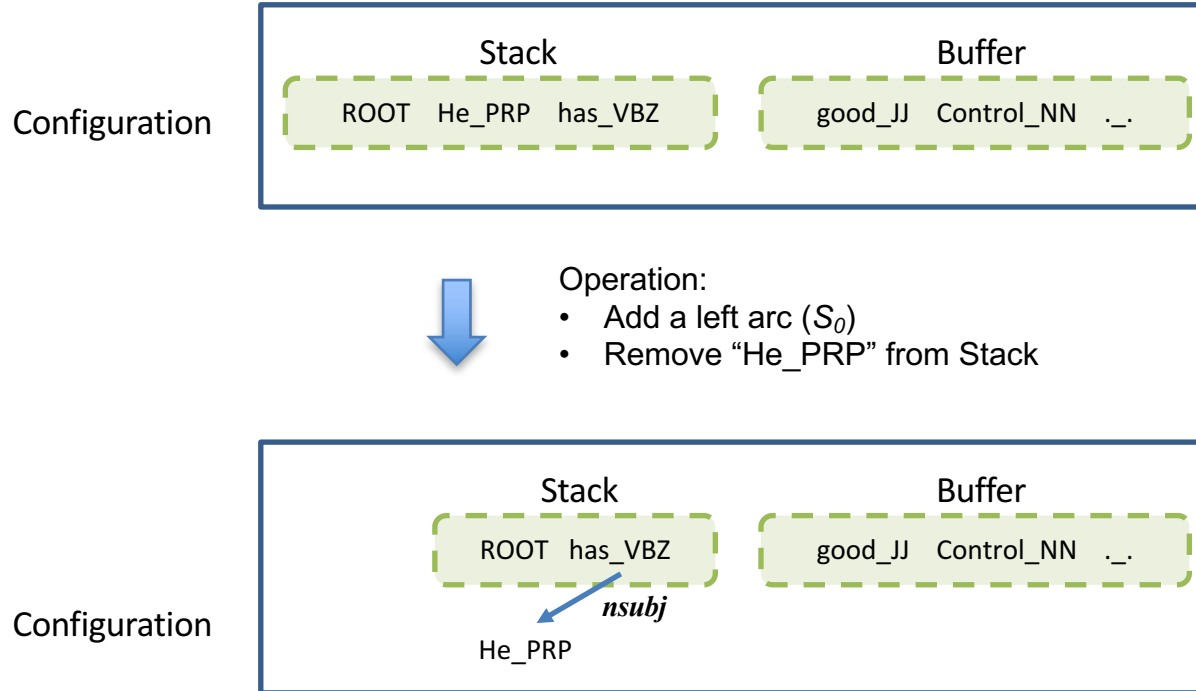 Stack Buffer
Configuration ROOT He_PRP has_VBZ good_JJ Control_NN ._.
Operation:
• Add a left arc (S₀)
• Remove “He_PRP” from Stack
Stack Buffer
ROOT has_VBZ good_JJ Control_NN ._.
nsubj
Configuration He_PRP